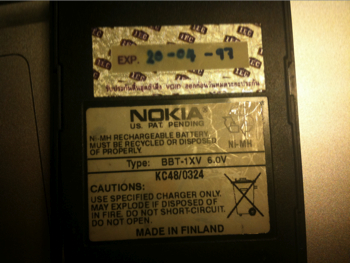 EXP. 20-04-97
NOKIA
U.S. PAT. PENDING
Ni-MH RECHARGEABLE BATTERY.
MUST BE RECYCLED OR DISPOSED
OF PROPERLY.
Ni-MH
Type: BBT-1XV 6.0V
KC48/0324
CAUTIONS:
USE SPECIFIED CHARGER ONLY.
MAY EXPLODE IF DISPOSED OF
IN FIRE, DO NOT SHORT-CIRCUIT.
DO NOT OPEN.
MADE IN FINLAND